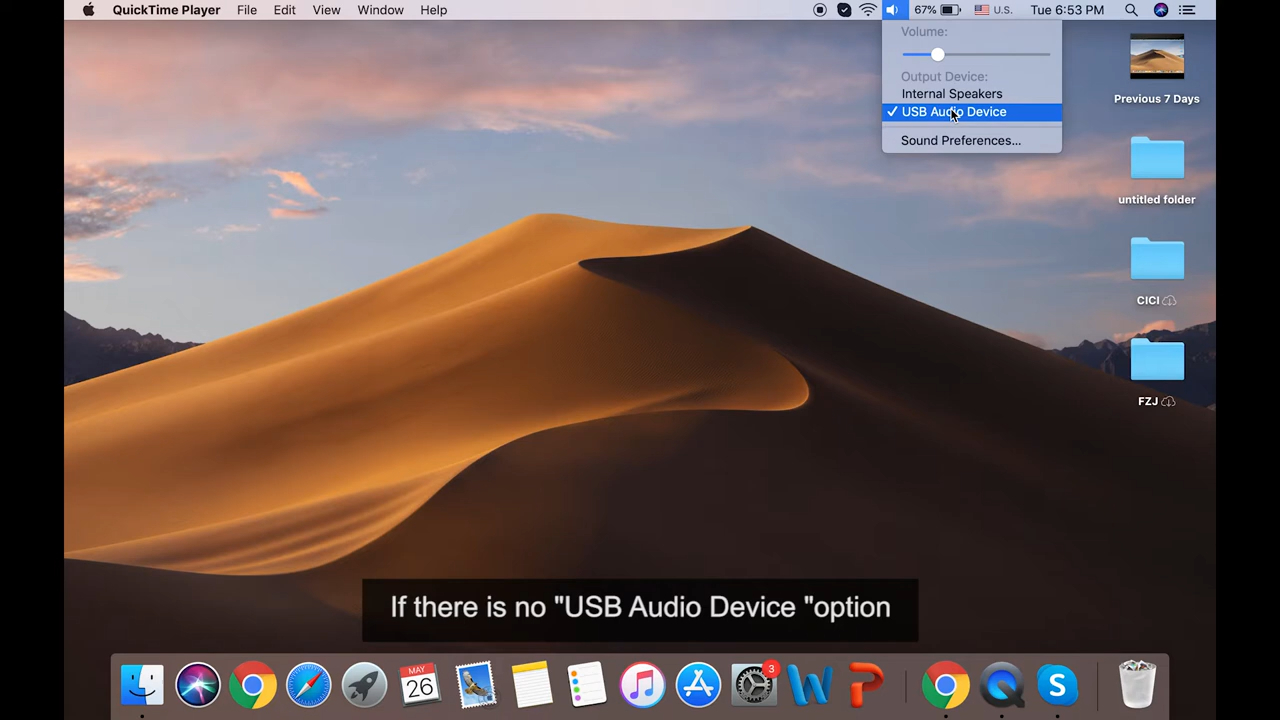 QuickTime Player File Edit View Window Help 67% U.S. Tue 6:53 PM
Volume:
Output Device:
Internal Speakers
USB Audio Device
Sound Preferences...
Previous 7 Days
untitled folder
CICI
FZJ
If there is no "USB Audio Device "option
MAY
26
3